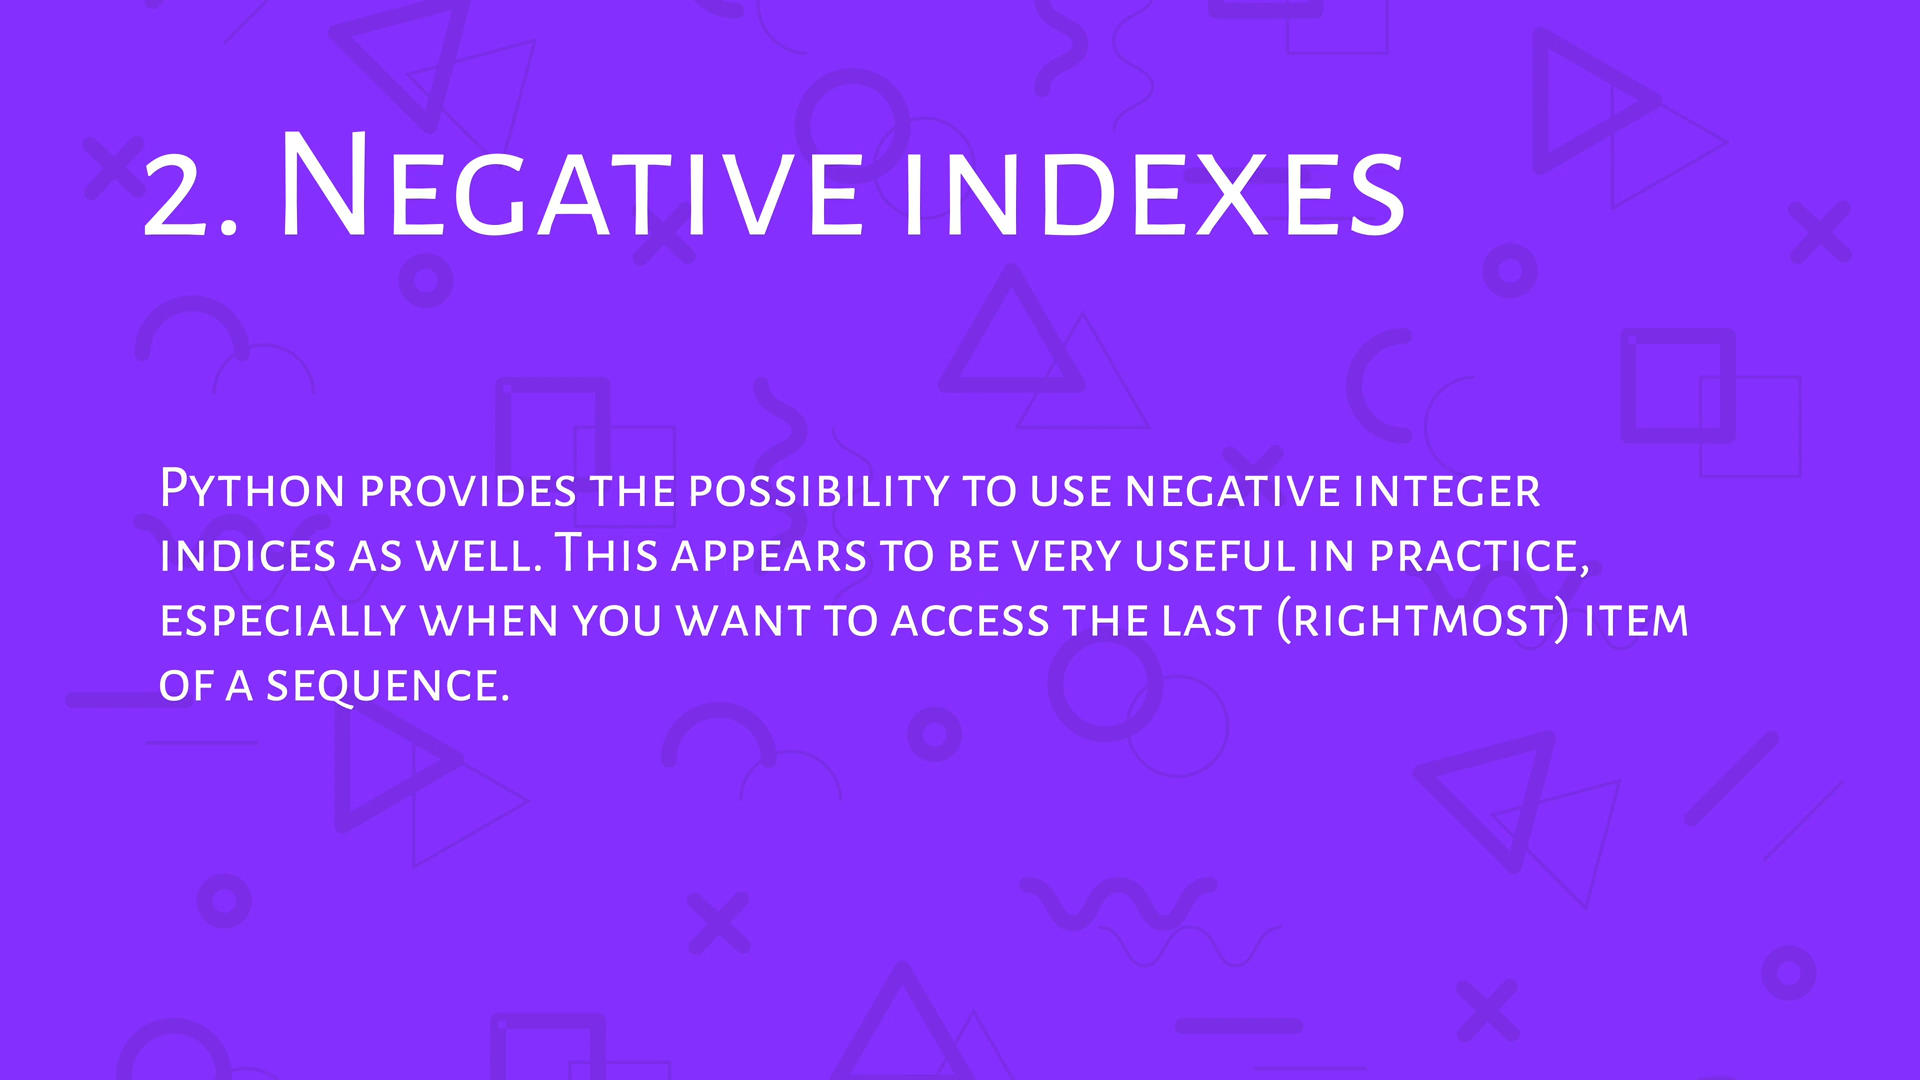 2. Negative indexes
Python provides the possibility to use negative integer
indices as well. This appears to be very useful in practice,
especially when you want to access the last (rightmost) item
of a sequence.